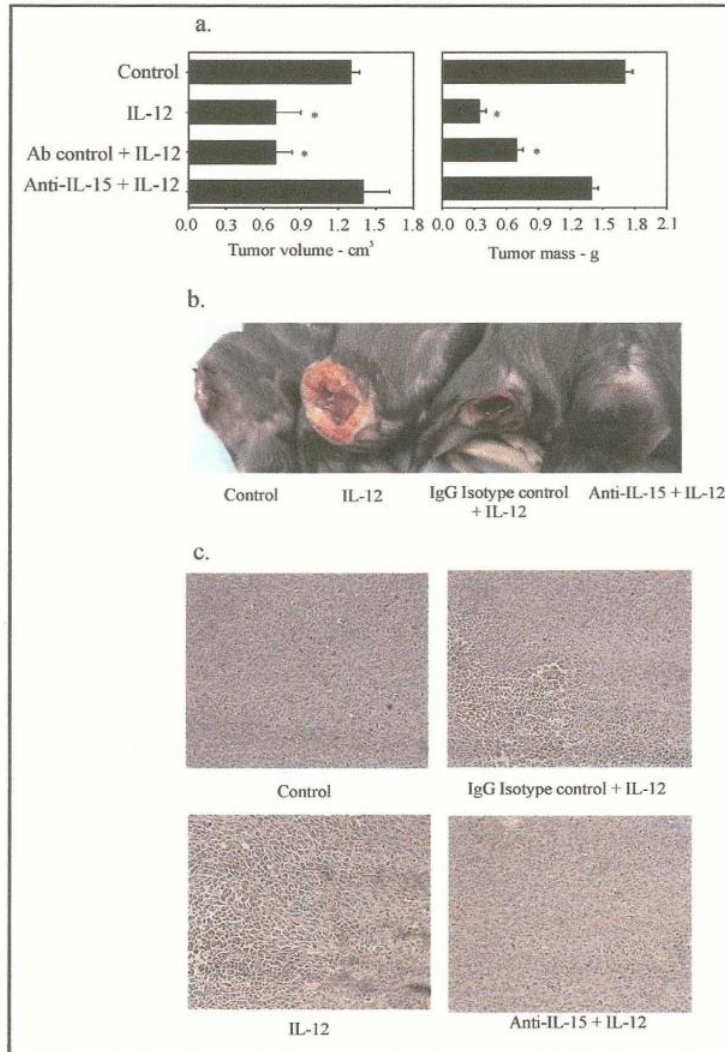 a.
Control
IL-12
Ab control + IL-12
Anti-IL-15 + IL-12
0.0 0.3 0.6 0.9 1.2 1.5 1.8
0.0 0.3 0.6 0.9 1.2 1.5 1.8 2.1
Tumor volume - cm³
Tumor mass - g
*
*
*
*
b.
Control
IL-12
IgG Isotype control
+ IL-12
Anti-IL-15 + IL-12
c.
Control
IgG Isotype control + IL-12
IL-12
Anti-IL-15 + IL-12